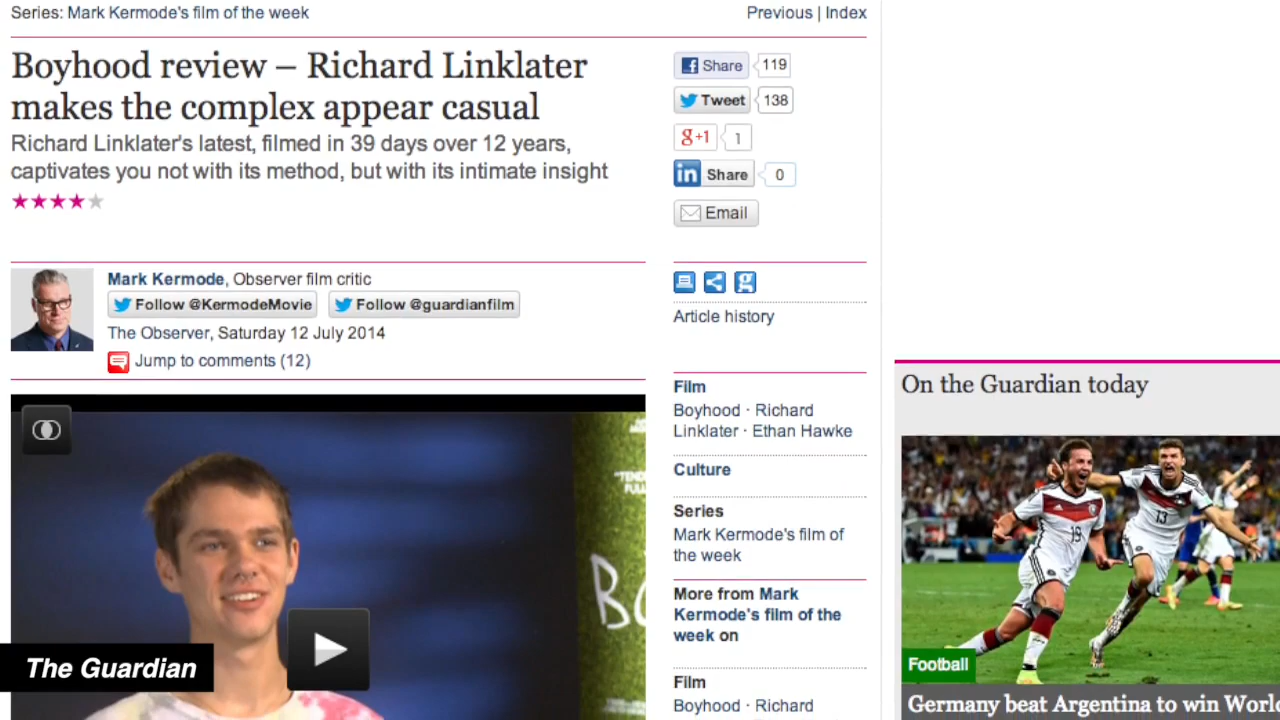 Series: Mark Kermode's film of the week
Previous | Index
Boyhood review – Richard Linklater
makes the complex appear casual
Richard Linklater's latest, filmed in 39 days over 12 years,
captivates you not with its method, but with its intimate insight
Share 119
Tweet 138
g+1 1
in Share 0
Email
Mark Kermode, Observer film critic
Follow @KermodeMovie Follow @guardianfilm
The Observer, Saturday 12 July 2014
Jump to comments (12)
g
Article history
Film
Boyhood · Richard
Linklater · Ethan Hawke
Culture
Series
Mark Kermode's film of
the week
More from Mark
Kermode's film of the
week on
Film
Boyhood · Richard
BO
The Guardian
On the Guardian today
19
13
Football
Germany beat Argentina to win World